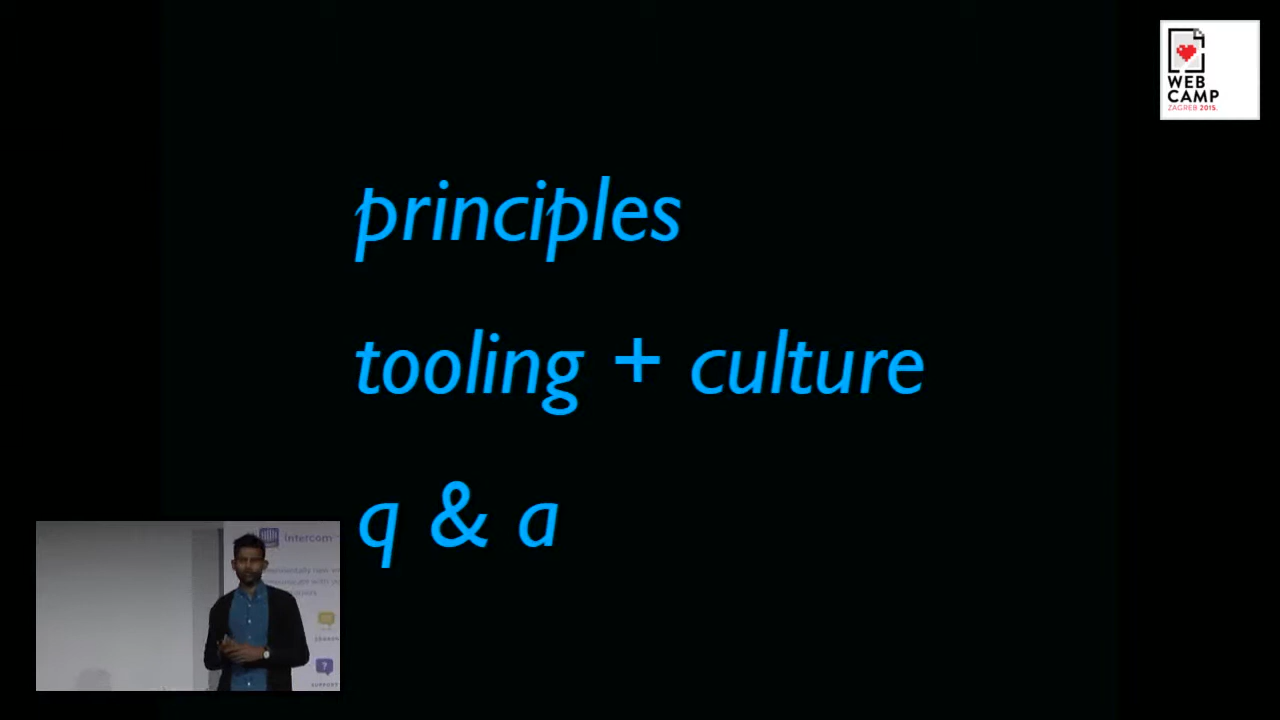 WEB
CAMP
ZAGREB 2015.
principles
tooling + culture
q & a
Intercom